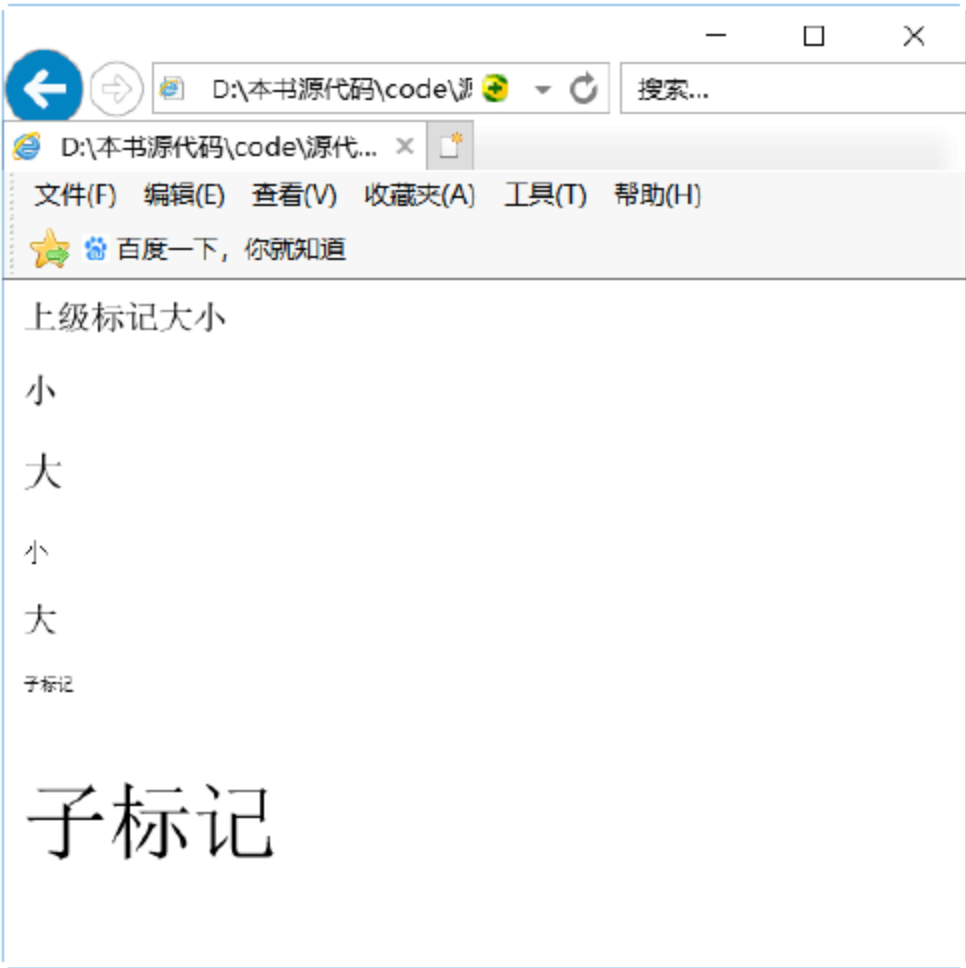 D:\本书源代码\code\源
搜索...
D:\本书源代码\code\源代...
文件(F) 编辑(E) 查看(V) 收藏夹(A) 工具(T) 帮助(H)
百度一下，你就知道
上级标记大小
小
大
小
大
子标记
子标记